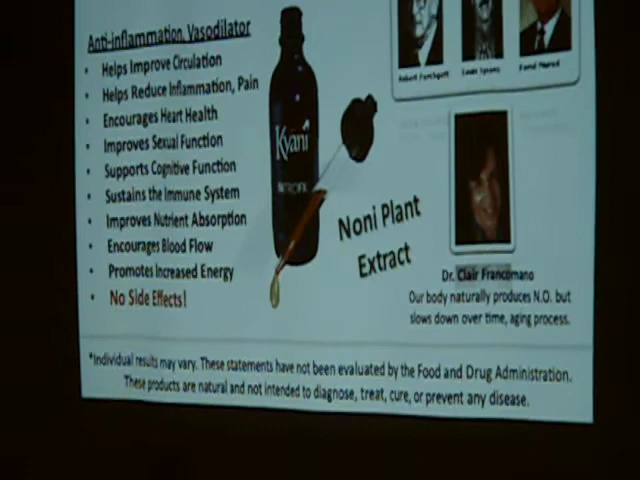 Anti-inflammation, Vasodilator
• Helps Improve Circulation
• Helps Reduce Inflammation, Pain
• Encourages Heart Health
• Improves Sexual Function
• Supports Cognitive Function
• Sustains the Immune System
• Improves Nutrient Absorption
• Encourages Blood Flow
• Promotes Increased Energy
• No Side Effects!
Kyäni
Noni Plant
Extract
Robert Furchgott
Louis Ignarro
Ferid Murad
Dr. Clair Francomano
Our body naturally produces N.O. but
slows down over time, aging process.
*Individual results may vary. These statements have not been evaluated by the Food and Drug Administration.
These products are natural and not intended to diagnose, treat, cure, or prevent any disease.